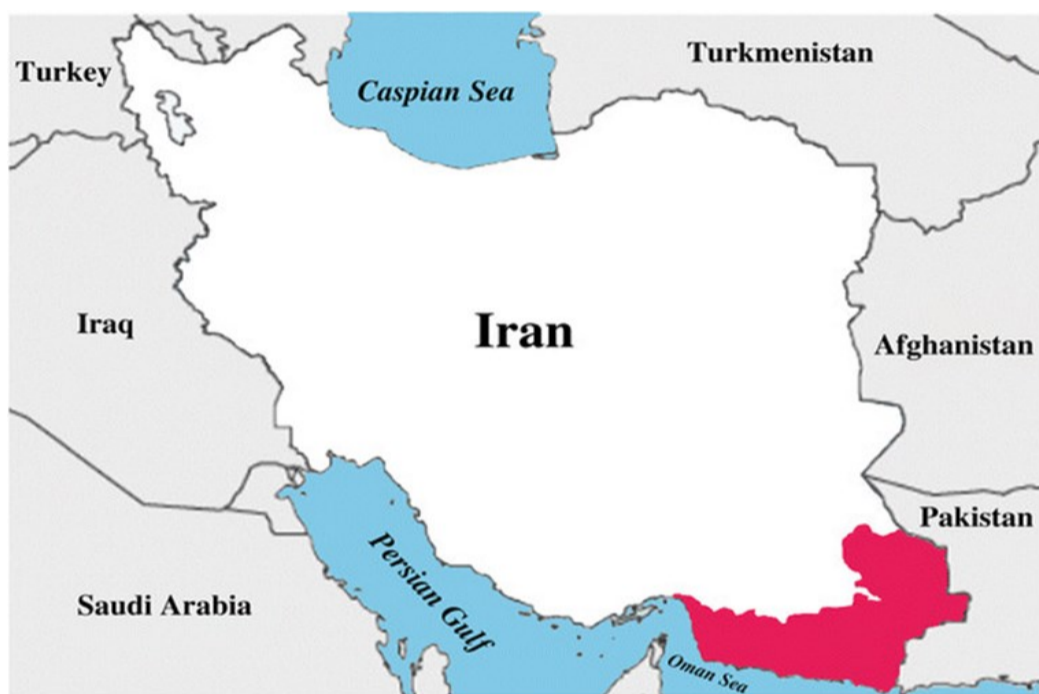 Turkey
Caspian Sea
Turkmenistan
Iraq
Iran
Afghanistan
Pakistan
Saudi Arabia
Persian Gulf
Oman Sea